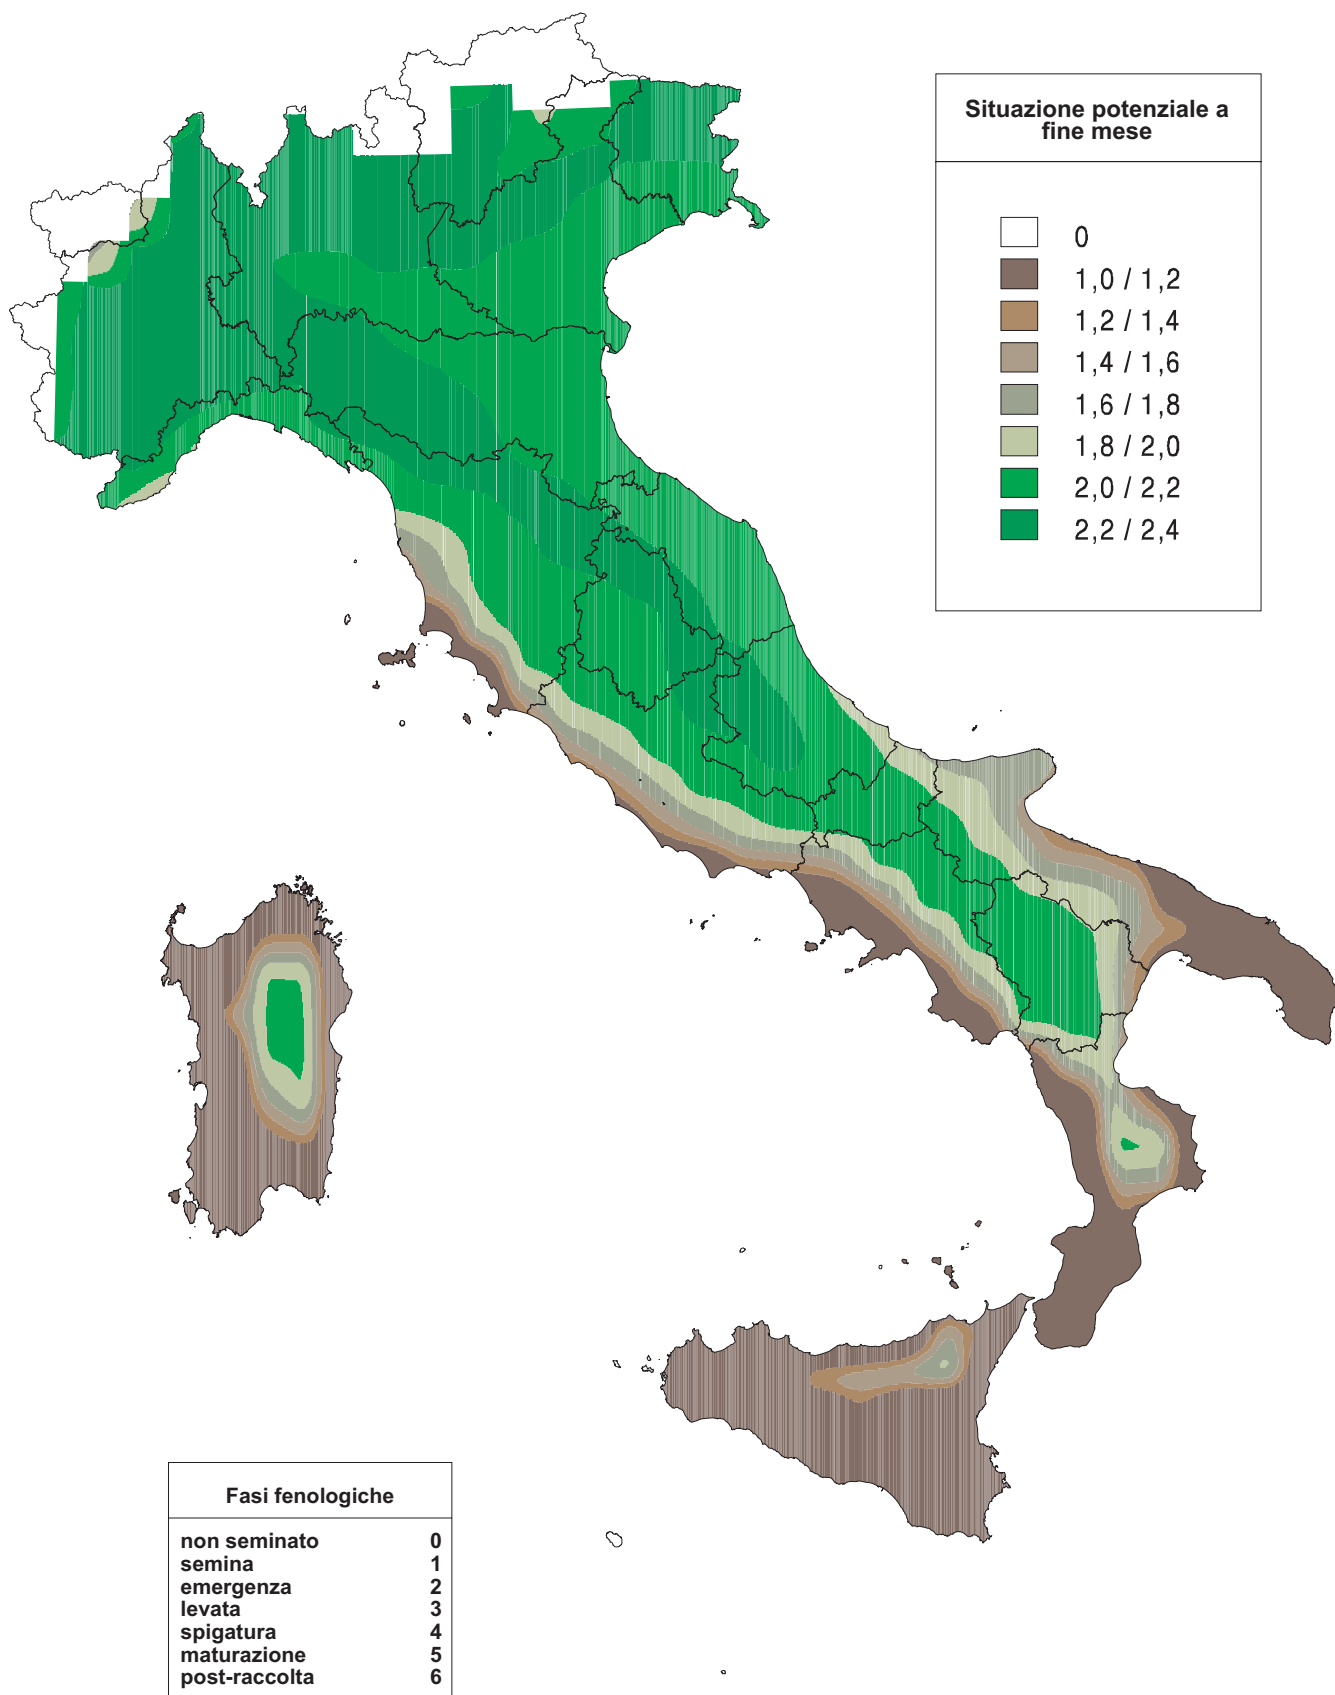 Situazione potenziale a
fine mese
0
1,0 / 1,2
1,2 / 1,4
1,4 / 1,6
1,6 / 1,8
1,8 / 2,0
2,0 / 2,2
2,2 / 2,4
Fasi fenologiche
non seminato 0
semina 1
emergenza 2
levata 3
spigatura 4
maturazione 5
post-raccolta 6